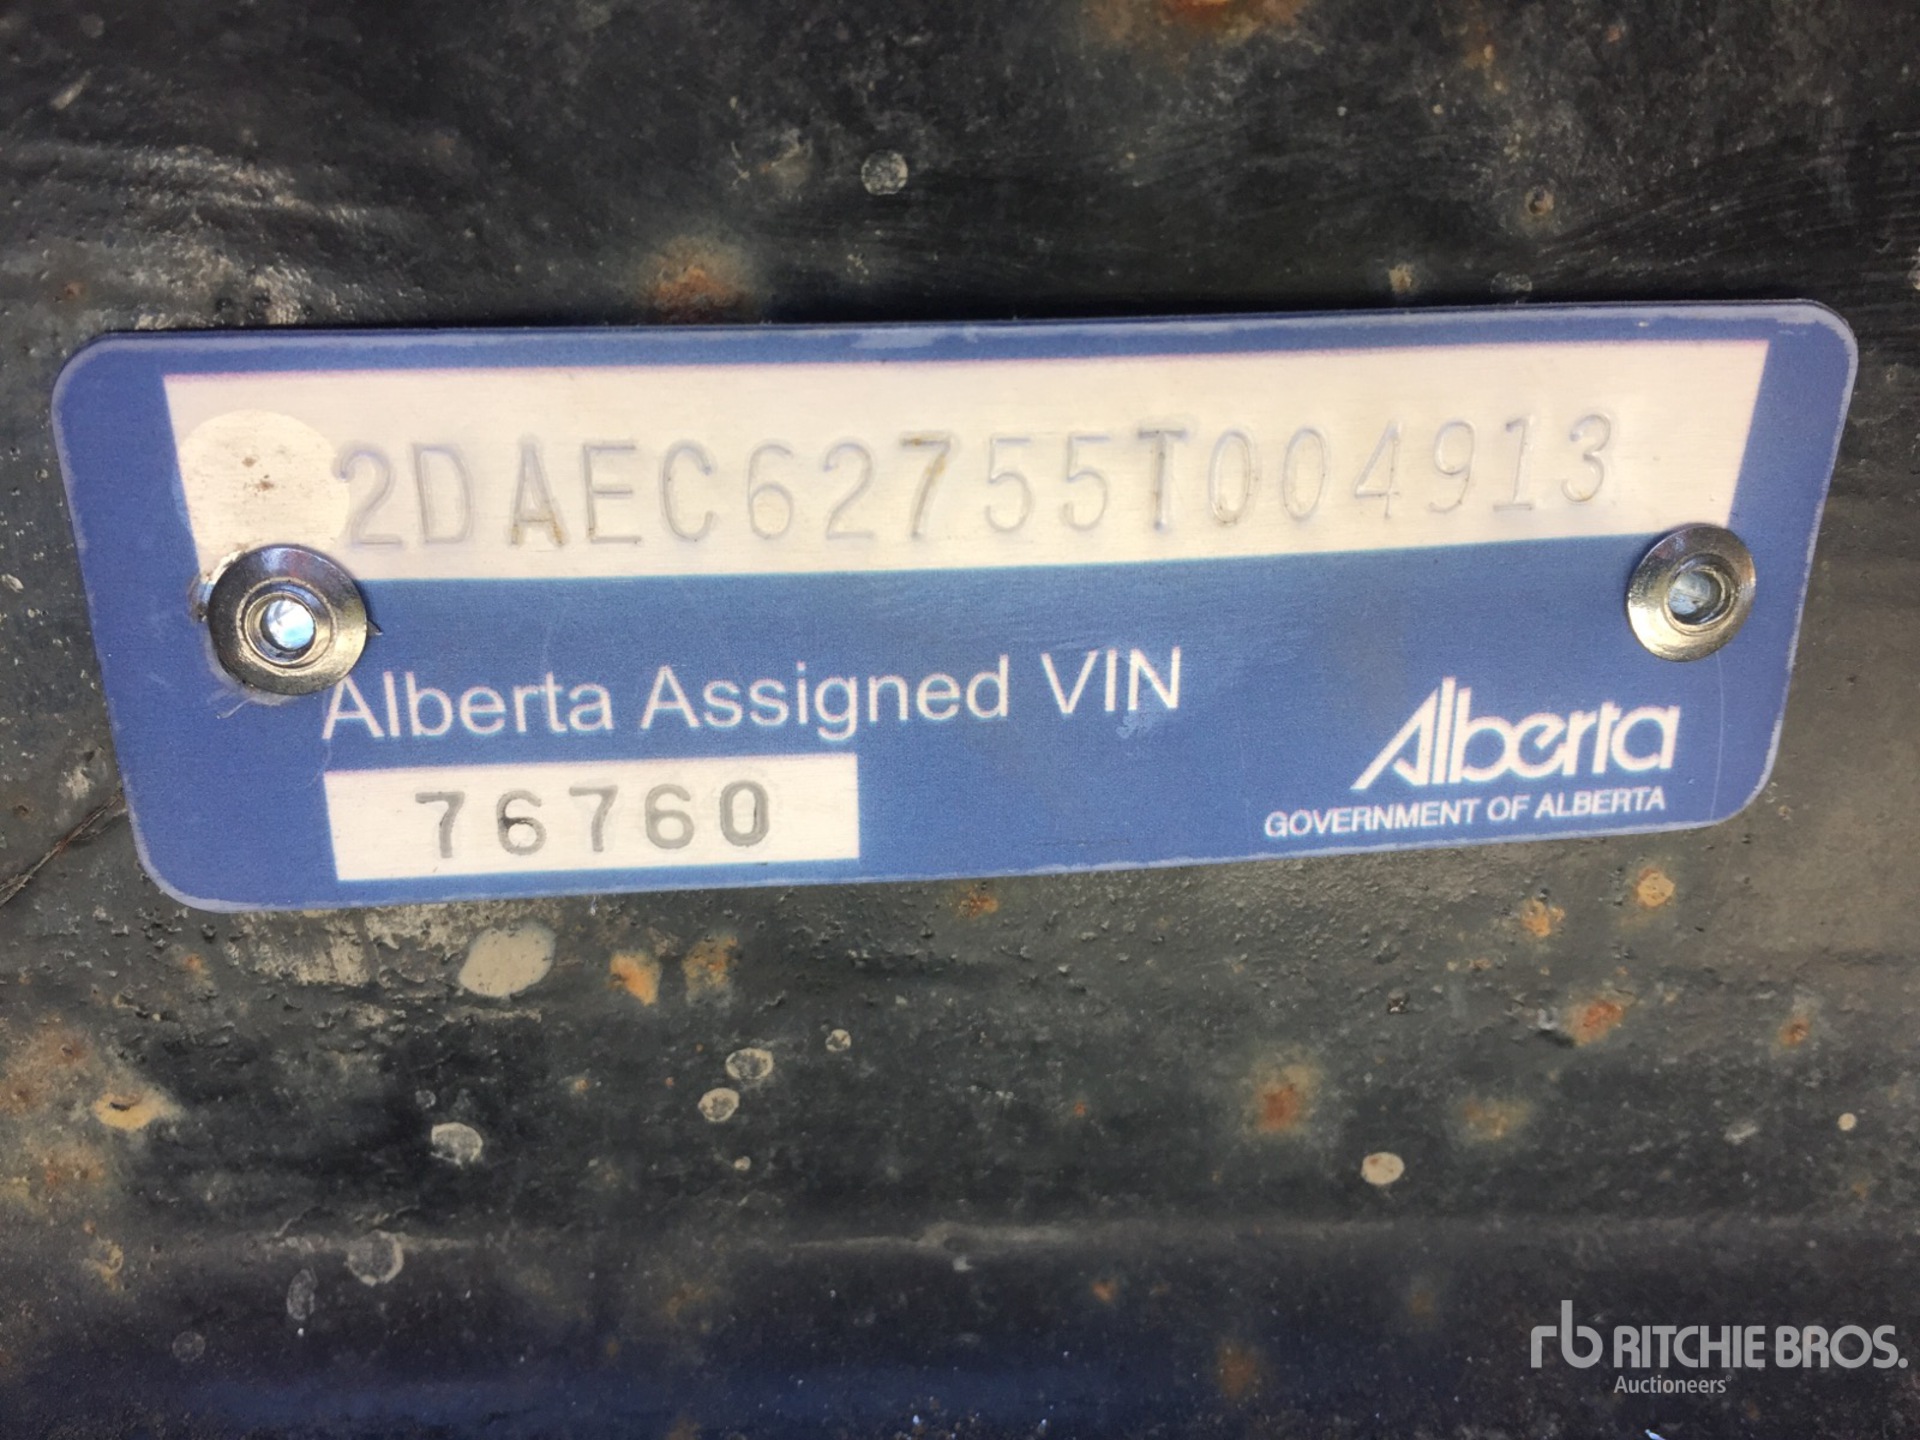 2DAEC62755T004913
Alberta Assigned VIN
76760
Alberta
GOVERNMENT OF ALBERTA
rb RITCHIE BROS.
Auctioneers